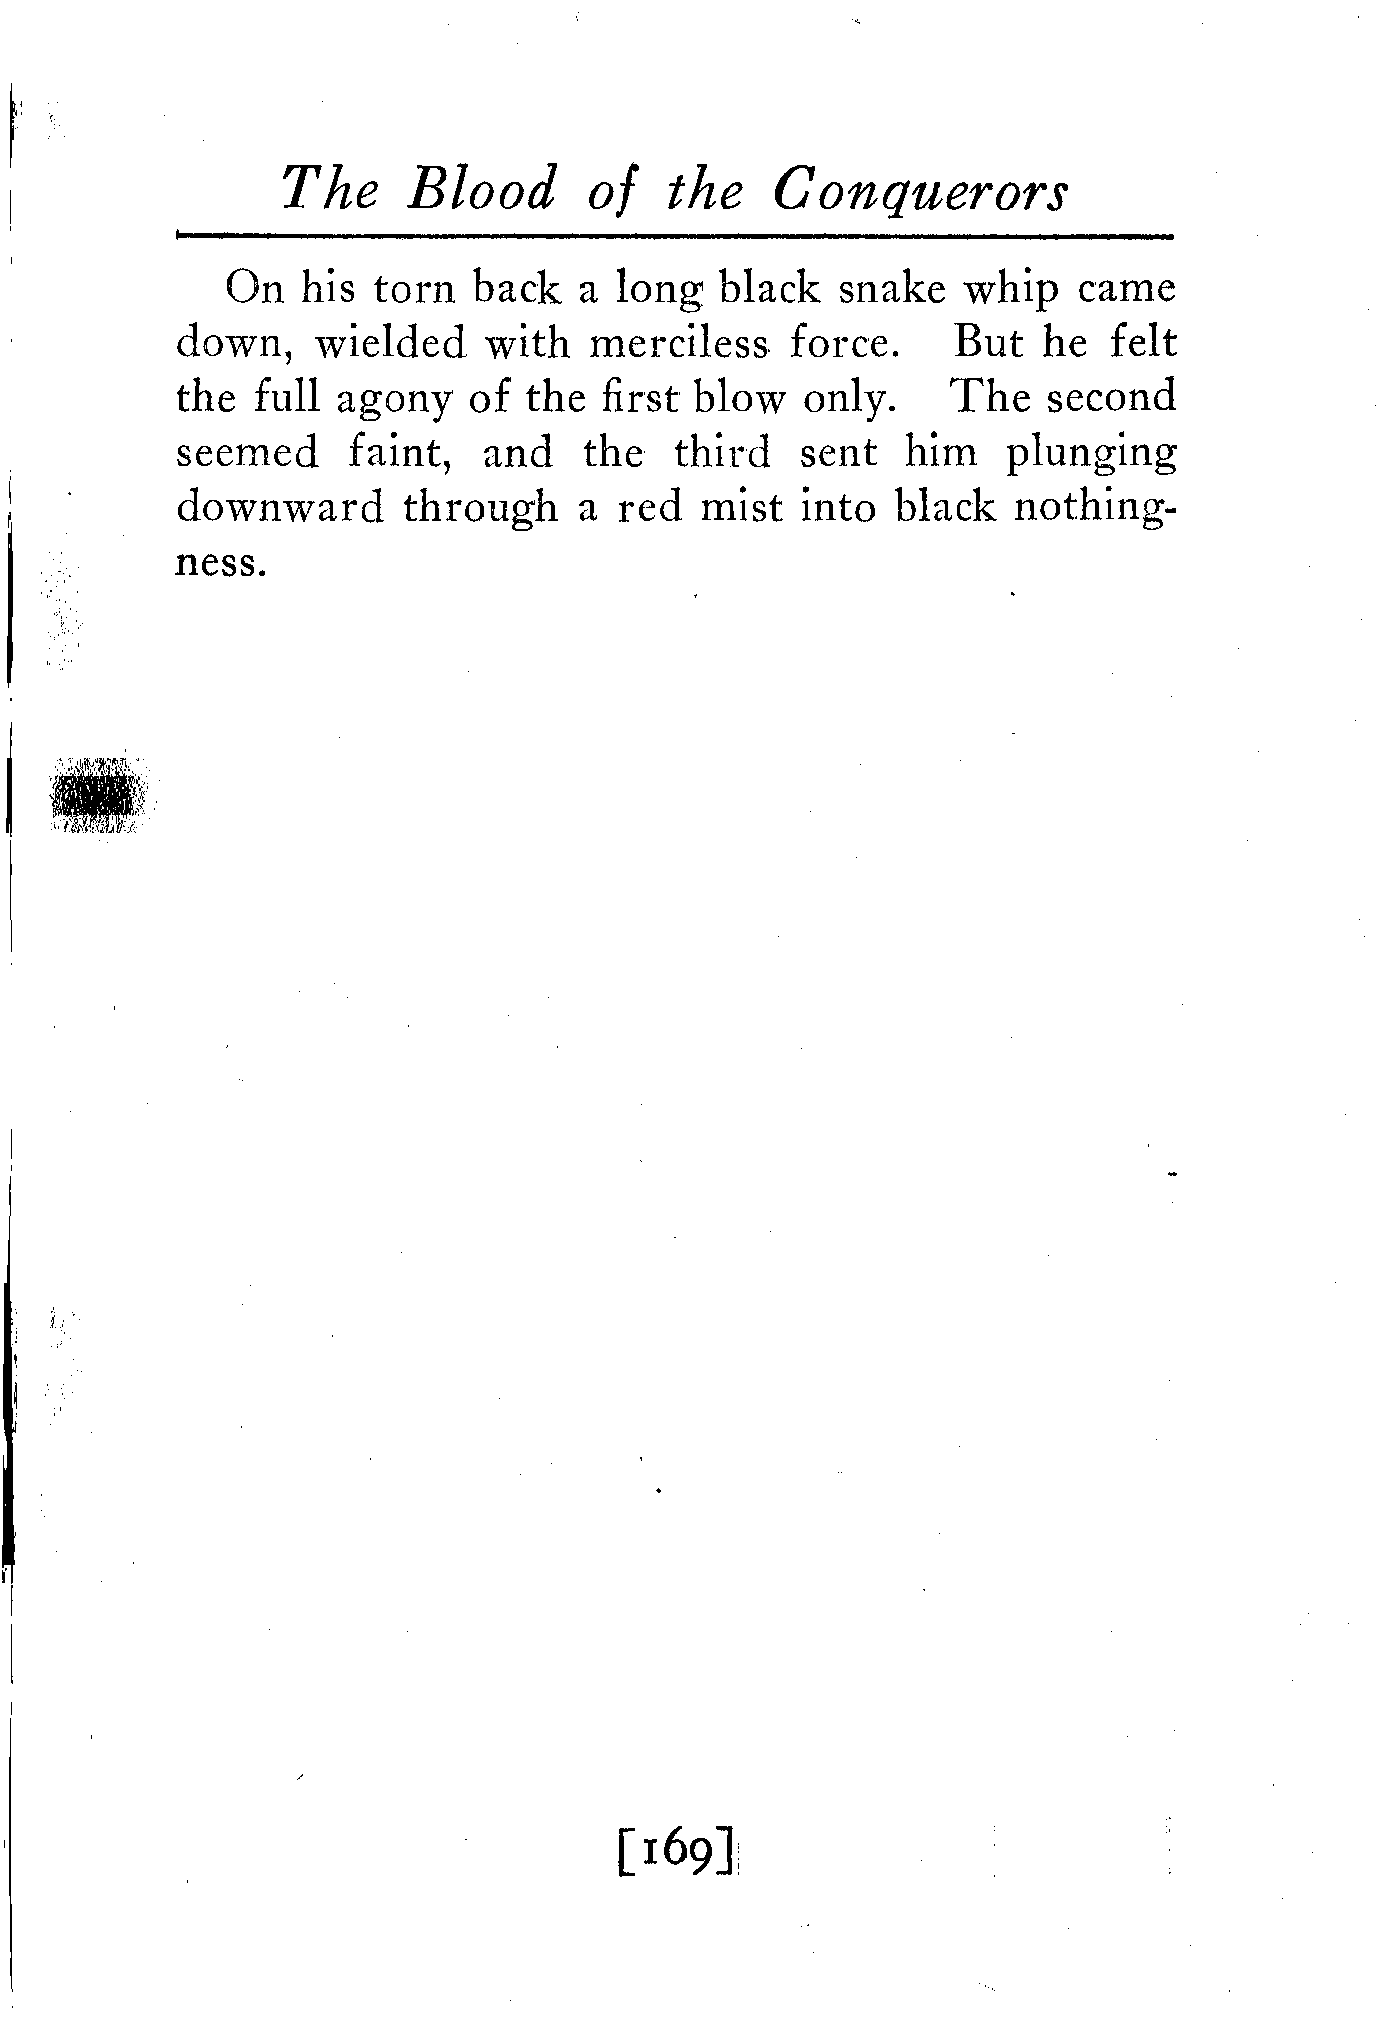 The Blood of the Conquerors
On his torn back a long black snake whip came
down, wielded with merciless force. But he felt
the full agony of the first blow only. The second
seemed faint, and the third sent him plunging
downward through a red mist into black nothing-
ness.
[169]